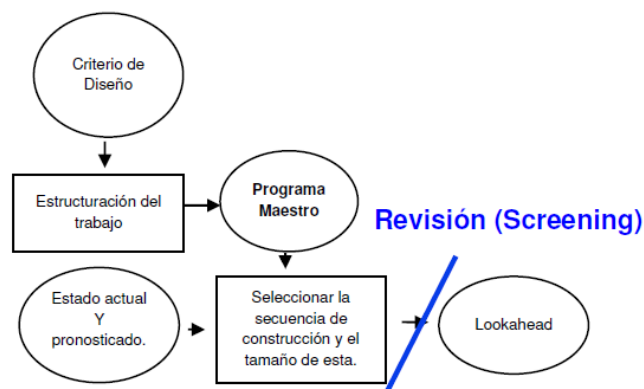 Criterio de
Diseño
Estructuración del
trabajo
Programa
Maestro
Revisión (Screening)
Estado actual
Y
pronosticado.
Seleccionar la
secuencia de
construcción y el
tamaño de esta.
Lookahead